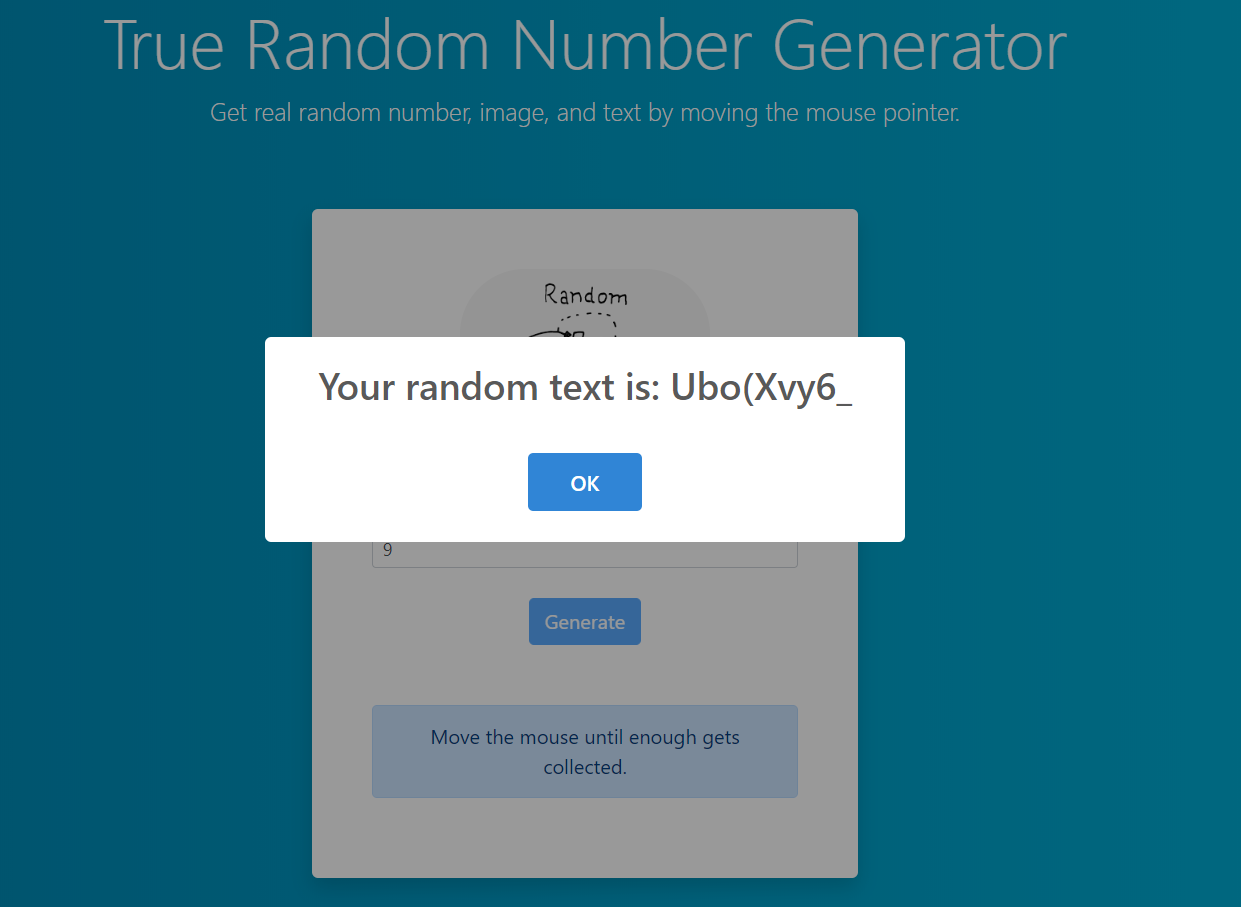 True Random Number Generator
Get real random number, image, and text by moving the mouse pointer.
Random
Your random text is: Ubo(Xvy6_
OK
9
Generate
Move the mouse until enough gets
collected.